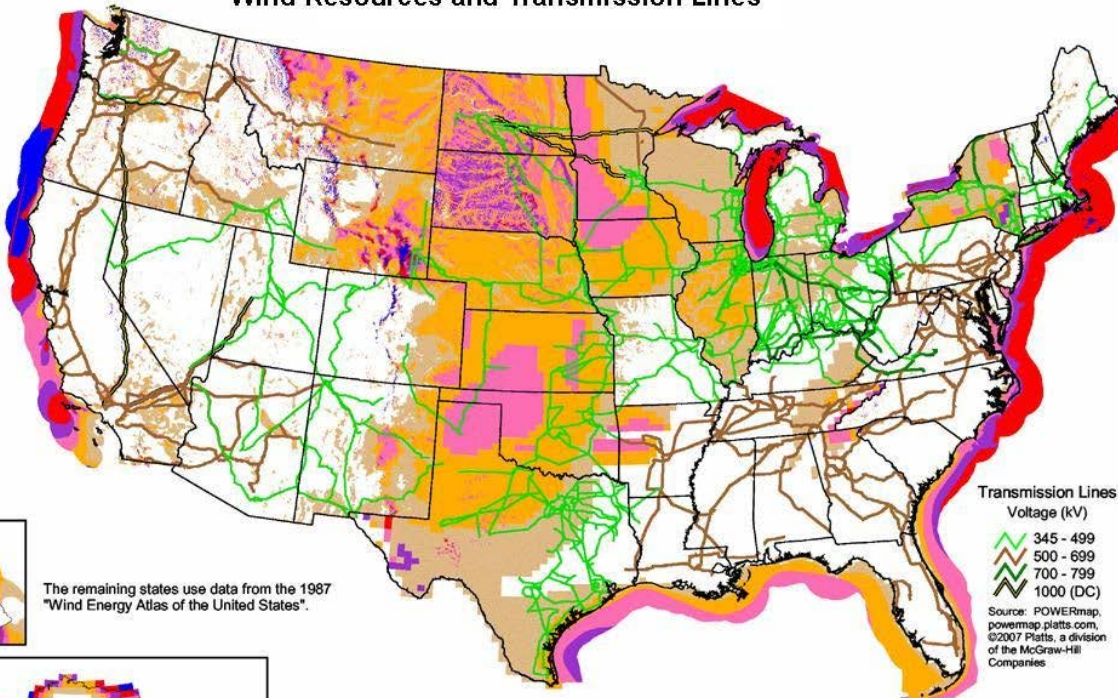 Wind Resources and Transmission Lines
Transmission Lines
Voltage (kV)
345 - 499
500 - 699
700 - 799
1000 (DC)
Source: POWERmap,
powermap.platts.com,
©2007 Platts, a division
of the McGraw-Hill
Companies
The remaining states use data from the 1987
"Wind Energy Atlas of the United States".